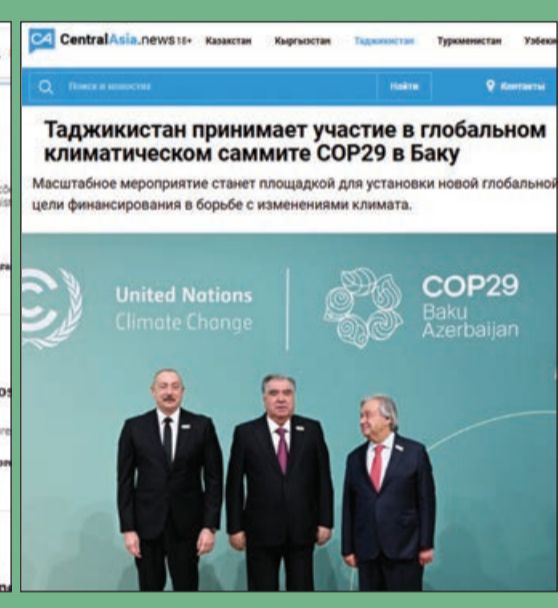 CA CentralAsia.news 18+ Казахстан Кыргызстан Таджикистан Туркменистан
Поиск в новостях Найти Контакты
Таджикистан принимает участие в глобальном
климатическом саммите COP29 в Баку
Масштабное мероприятие станет площадкой для установки новой глобальной
цели финансирования в борьбе с изменениями климата.
United Nations
Climate Change
COP29
Baku
Azerbaijan